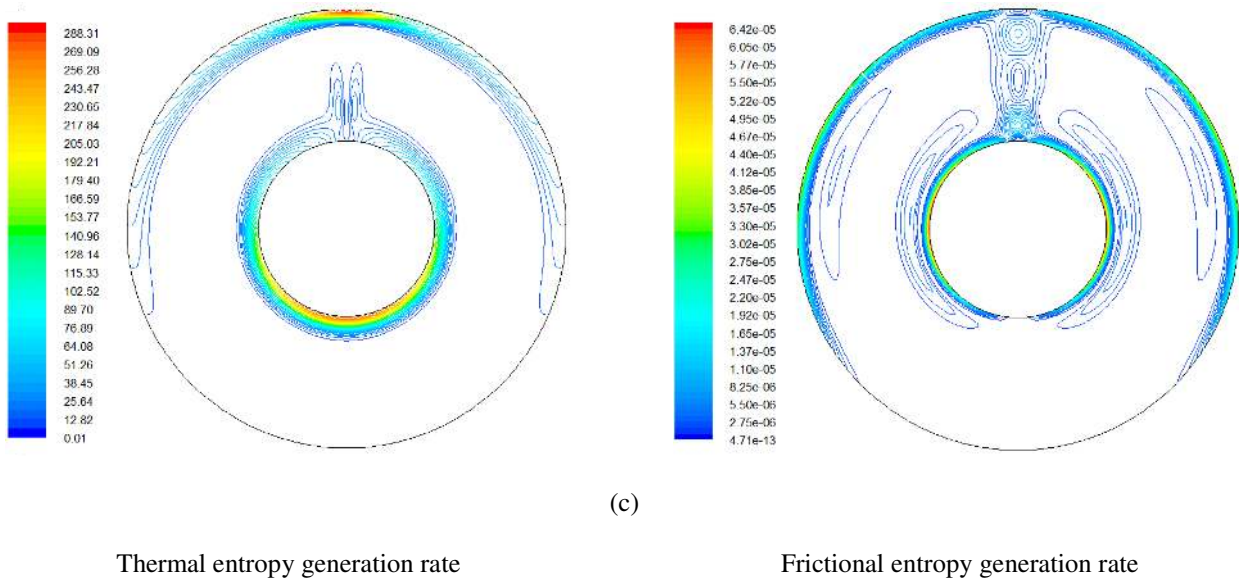 288.31
269.09
256.28
243.47
230.65
217.84
205.03
192.21
179.40
166.59
153.77
140.96
128.14
115.33
102.52
89.70
76.89
64.08
51.26
38.45
25.64
12.82
0.01
6.42e-05
6.05e-05
5.77e-05
5.50e-05
5.22e-05
4.95e-05
4.67e-05
4.40e-05
4.12e-05
3.85e-05
3.57e-05
3.30e-05
3.02e-05
2.75e-05
2.47e-05
2.20e-05
1.92e-05
1.65e-05
1.37e-05
1.10e-05
8.25e-06
5.50e-06
2.75e-06
4.71e-13
(c)
Thermal entropy generation rate
Frictional entropy generation rate